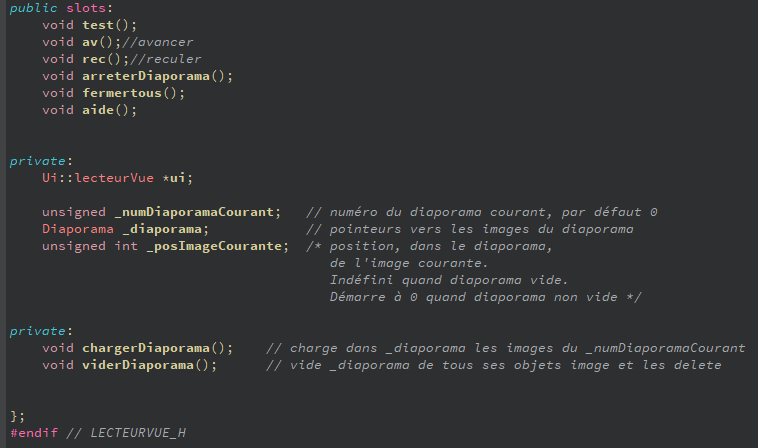 public slots:
    void test();
    void av();//avancer
    void rec();//reculer
    void arreterDiaporama();
    void fermertous();
    void aide();
private:
    Ui::lecteurVue *ui;
    unsigned _numDiaporamaCourant;   // numéro du diaporama courant, par défaut 0
    Diaporama _diaporama;            // pointeurs vers les images du diaporama
    unsigned int _posImageCourante;  /* position, dans le diaporama,
                                        de l'image courante.
                                        Indéfini quand diaporama vide.
                                        Démarre à 0 quand diaporama non vide */
private:
    void chargerDiaporama();    // charge dans _diaporama les images du _numDiaporamaCourant
    void viderDiaporama();      // vide _diaporama de tous ses objets image et les delete
};
#endif // LECTEURVUE_H